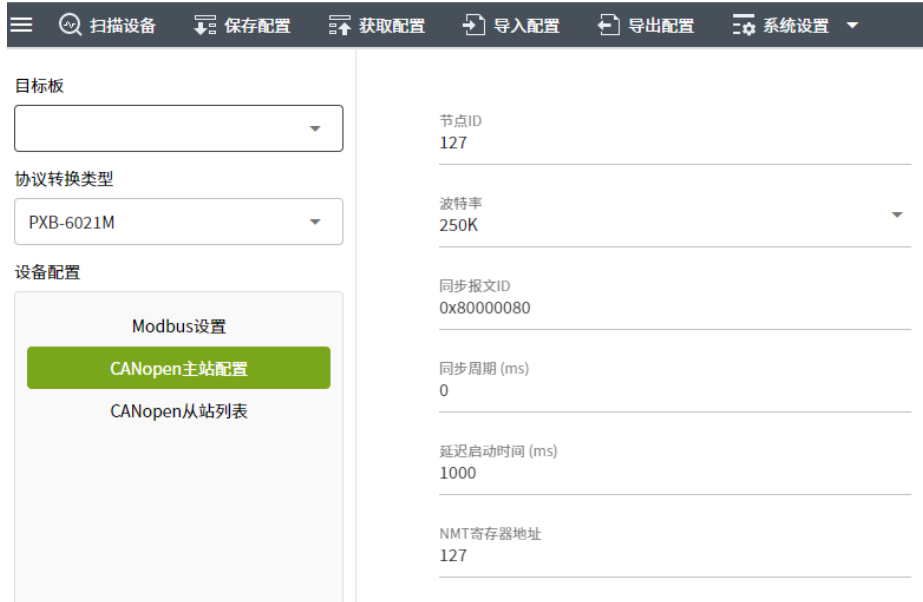 扫描设备 保存配置 获取配置 导入配置 导出配置 系统设置
目标板
协议转换类型
PXB-6021M
设备配置
Modbus设置
CANopen主站配置
CANopen从站列表
节点ID
127
波特率
250K
同步报文ID
0x80000080
同步周期 (ms)
0
延迟启动时间 (ms)
1000
NMT寄存器地址
127